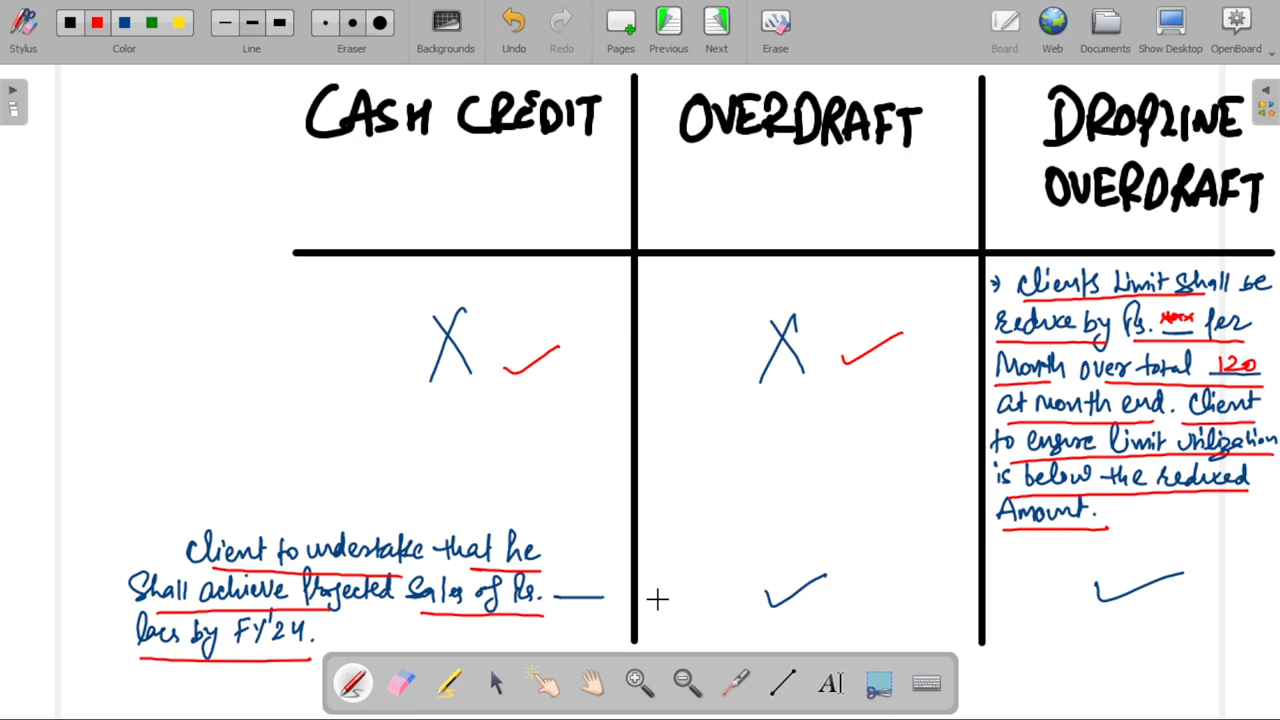 Stylus
Color
Line
Eraser
Backgrounds
Undo
Redo
Pages
Previous
Next
Erase
Board
Web
Documents
Show Desktop
OpenBoard
CASH CREDIT
OVERDRAFT
DROPLINE
OVERDRAFT
→ Client's Limit Shall be
reduce by Rs. ___ per
Month over total 120
at month end. Client
to ensure limit utilization
is below the reduced
Amount.
Client to undertake that he
Shall achieve Projected Sales of Rs. ___
lacs by FY'24.